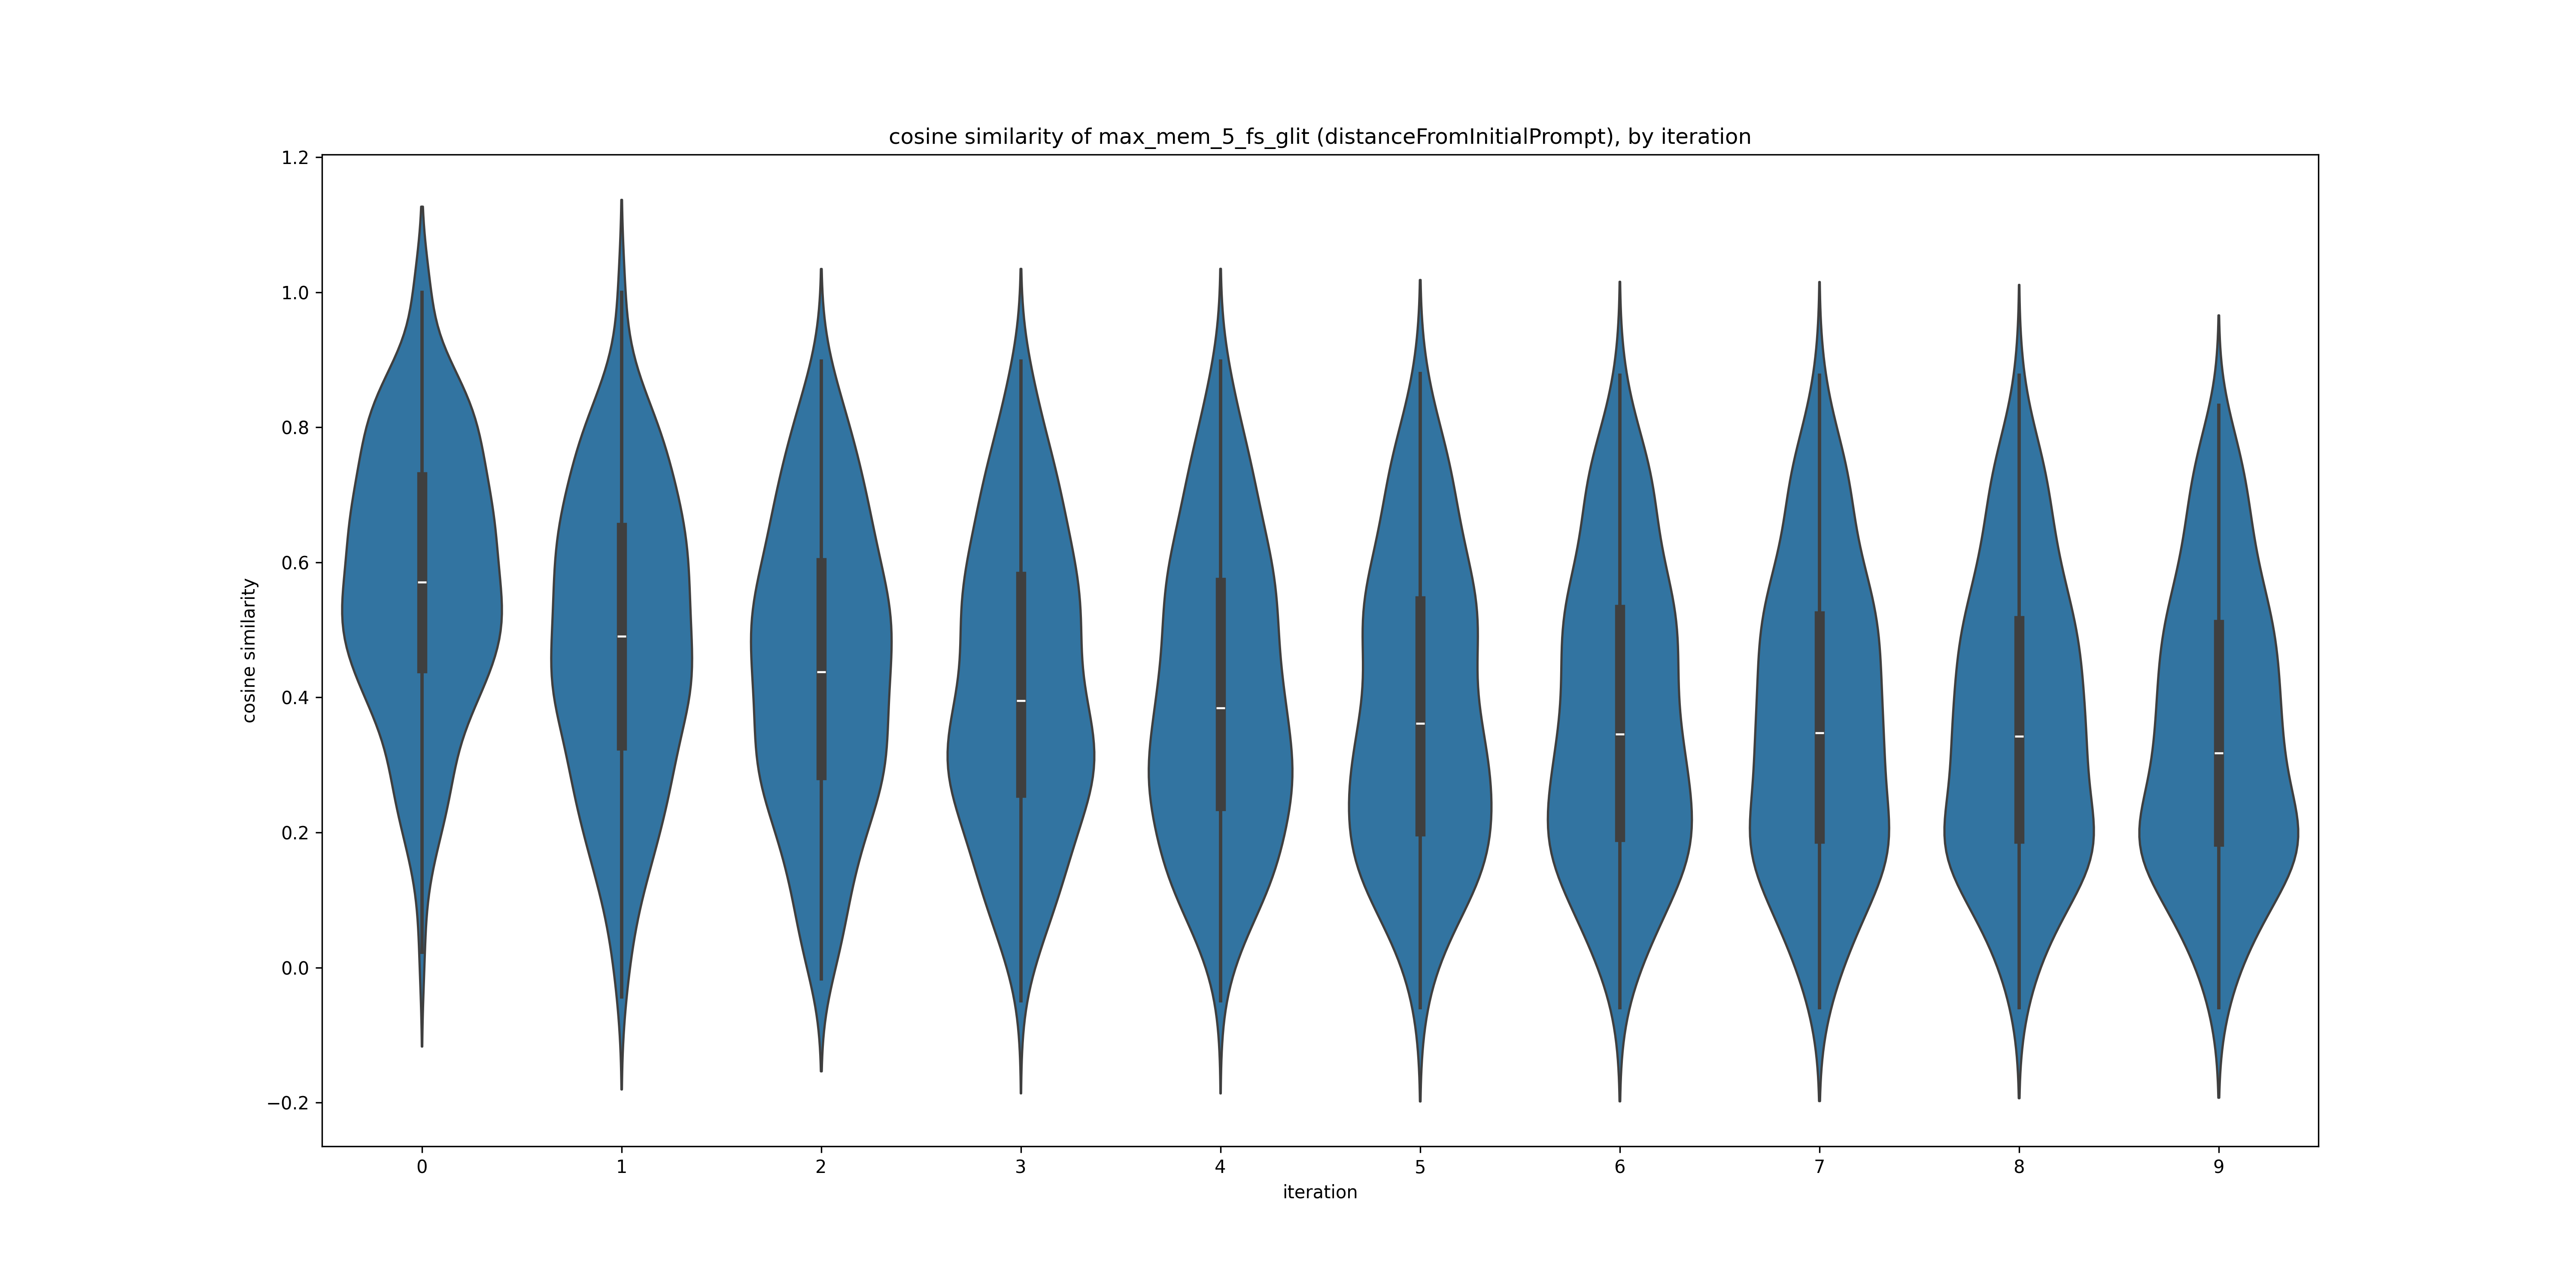 cosine similarity of max_mem_5_fs_glit (distanceFromInitialPrompt), by iteration
1.2
1.0
0.8
0.6
0.4
0.2
0.0
−0.2
cosine similarity
0 1 2 3 4 5 6 7 8 9
iteration